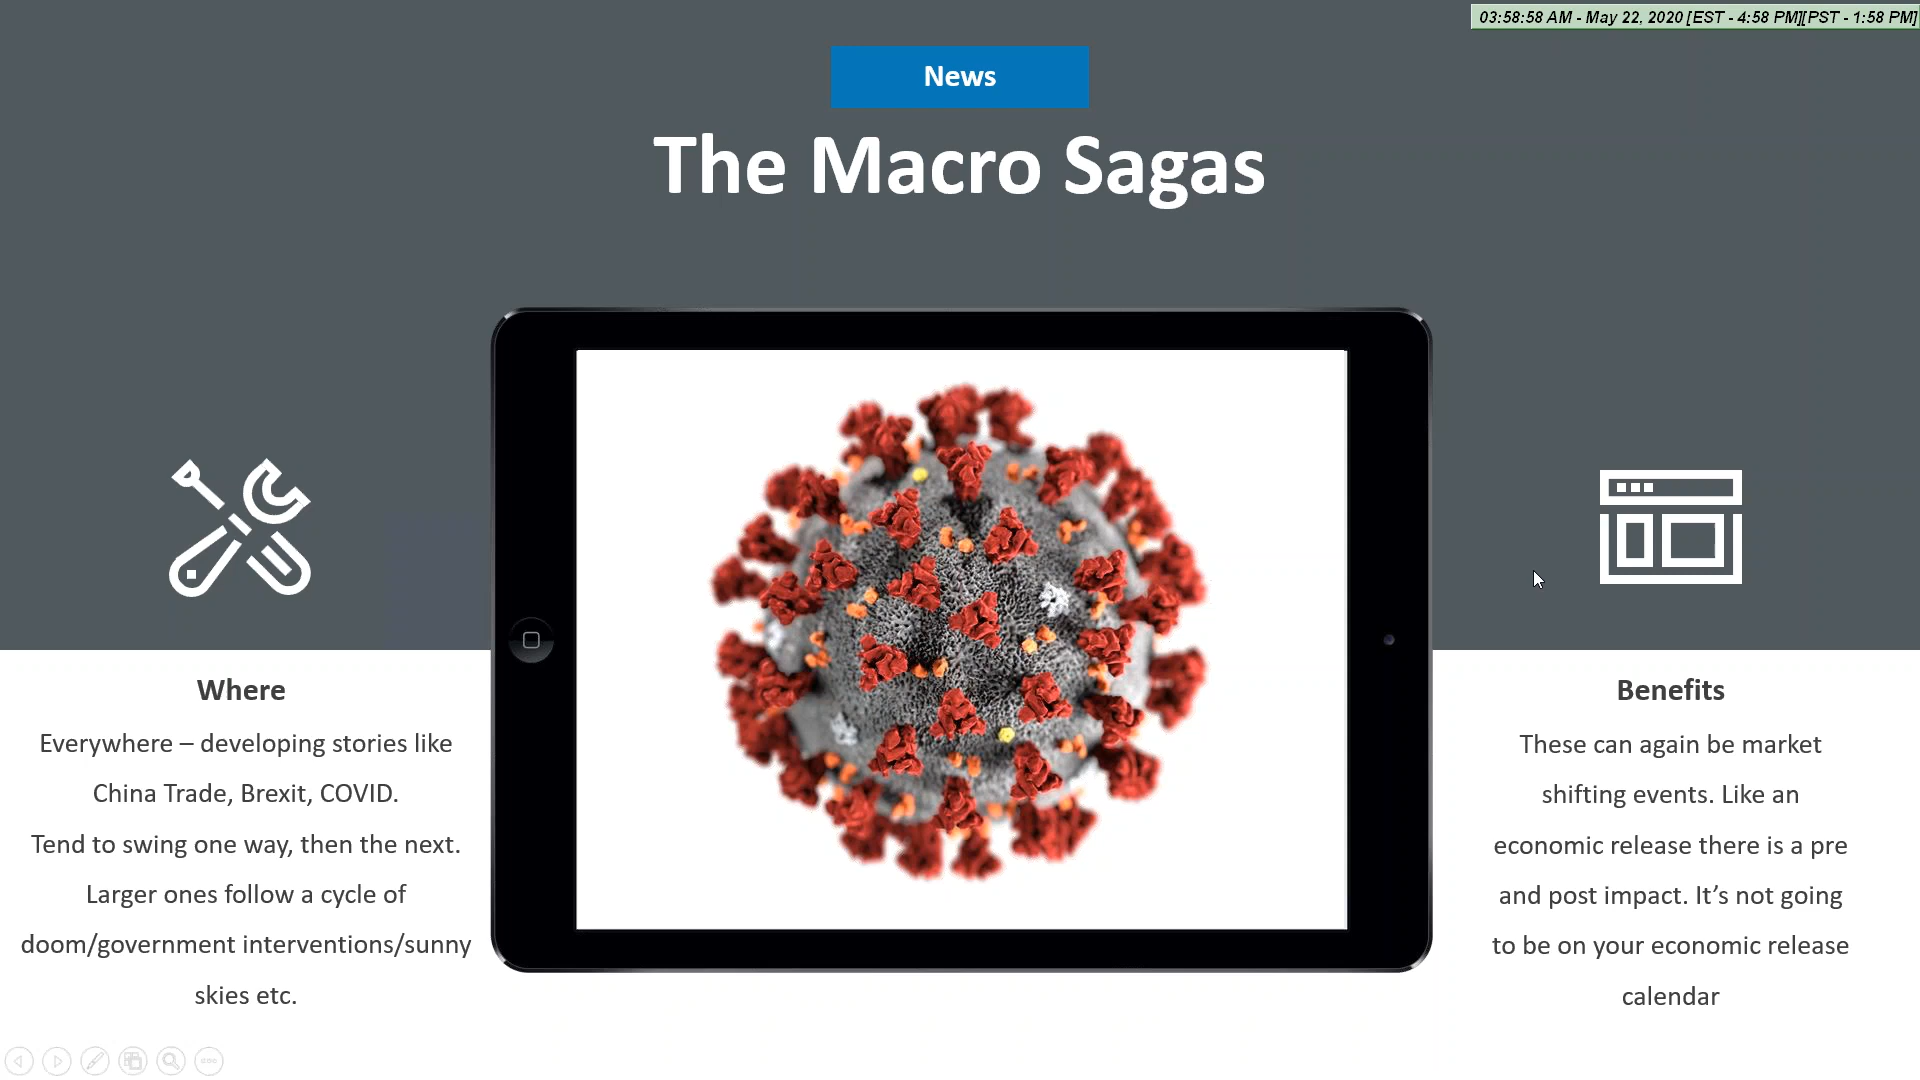 03:58:58 AM - May 22, 2020 [EST - 4:58 PM][PST - 1:58 PM]
News
The Macro Sagas
Where
Everywhere – developing stories like
China Trade, Brexit, COVID.
Tend to swing one way, then the next.
Larger ones follow a cycle of
doom/government interventions/sunny
skies etc.
Benefits
These can again be market
shifting events. Like an
economic release there is a pre
and post impact. It’s not going
to be on your economic release
calendar